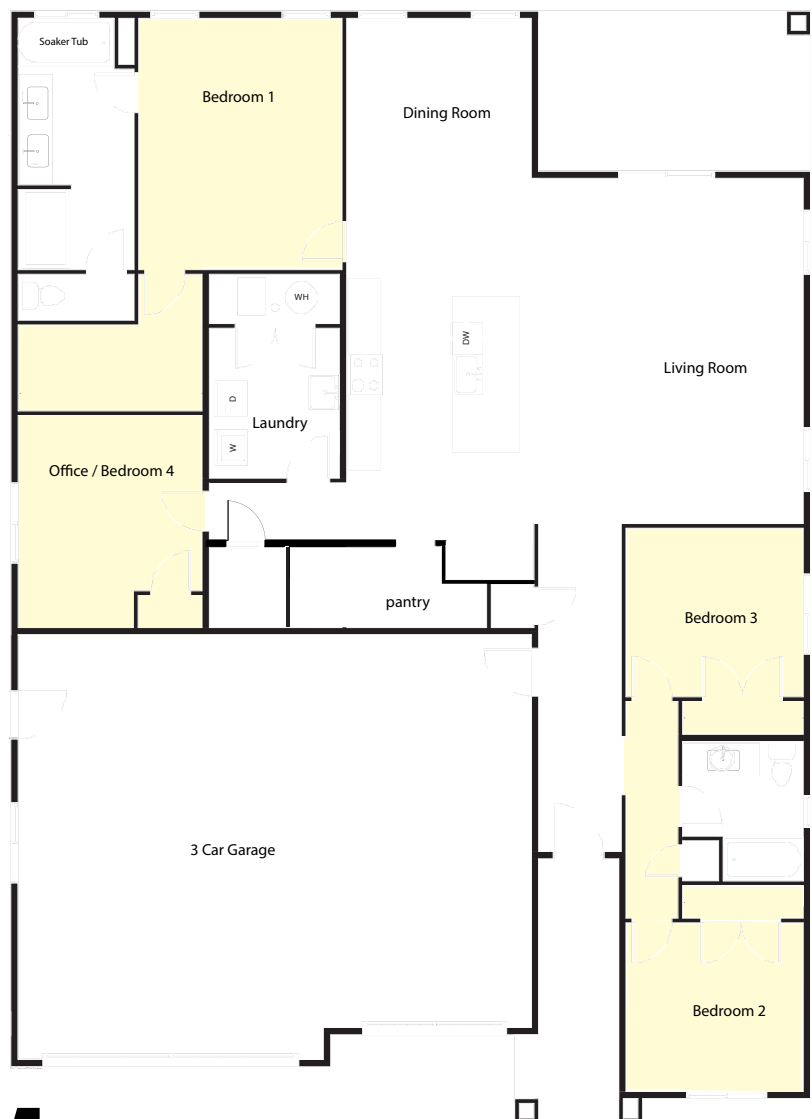 Soaker Tub
Bedroom 1
Dining Room
WH
DW
Living Room
D
Laundry
W
Office / Bedroom 4
pantry
Bedroom 3
3 Car Garage
Bedroom 2